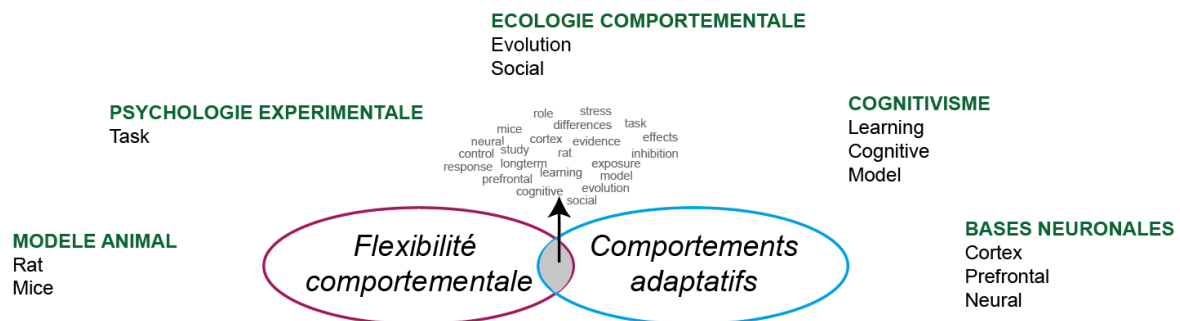 ECOLOGIE COMPORTEMENTALE
Evolution
Social
PSYCHOLOGIE EXPERIMENTALE
Task
COGNITIVISME
Learning
Cognitive
Model
role stress
mice differences task
neural cortex evidence effects
control study rat inhibition
response longterm learning exposure
prefrontal model
cognitive evolution
social
MODELE ANIMAL
Rat
Mice
Flexibilité
comportementale
Comportements
adaptatifs
BASES NEURONALES
Cortex
Prefrontal
Neural